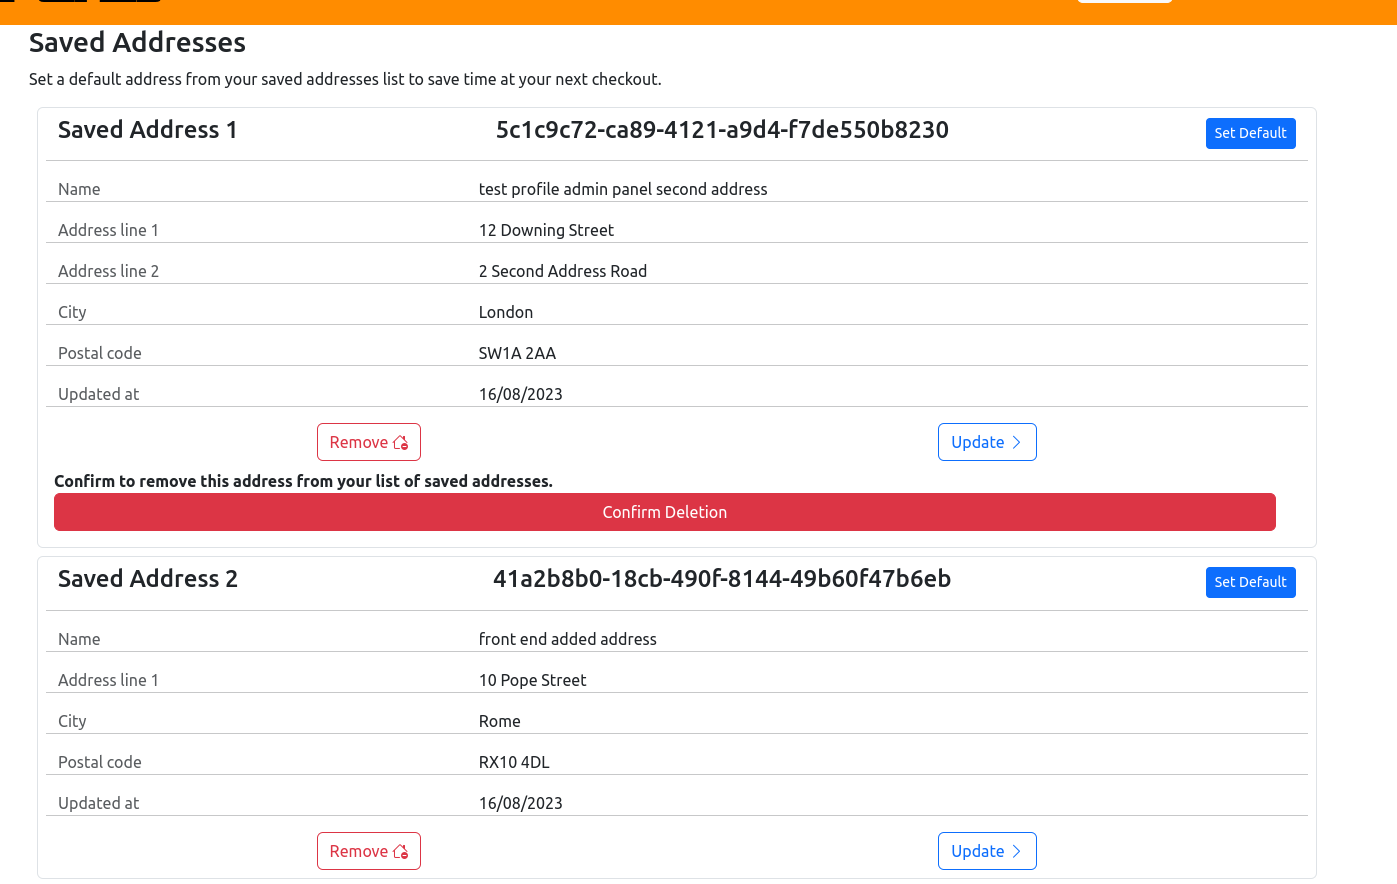 Saved Addresses
Set a default address from your saved addresses list to save time at your next checkout.
Saved Address 1 5c1c9c72-ca89-4121-a9d4-f7de550b8230 Set Default
Name test profile admin panel second address
Address line 1 12 Downing Street
Address line 2 2 Second Address Road
City London
Postal code SW1A 2AA
Updated at 16/08/2023
Remove Update
Confirm to remove this address from your list of saved addresses.
Confirm Deletion
Saved Address 2 41a2b8b0-18cb-490f-8144-49b60f47b6eb Set Default
Name front end added address
Address line 1 10 Pope Street
City Rome
Postal code RX10 4DL
Updated at 16/08/2023
Remove Update